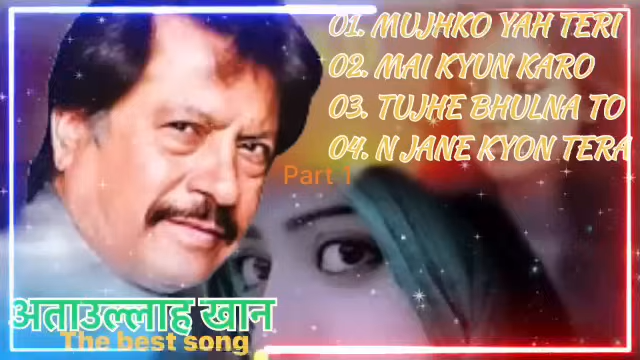 01. MUJHKO YAH TERI
02. MAI KYUN KARO
03. TUJHE BHULNA TO
04. N JANE KYON TERA
Part 1
अताउल्लाह खान
The best song